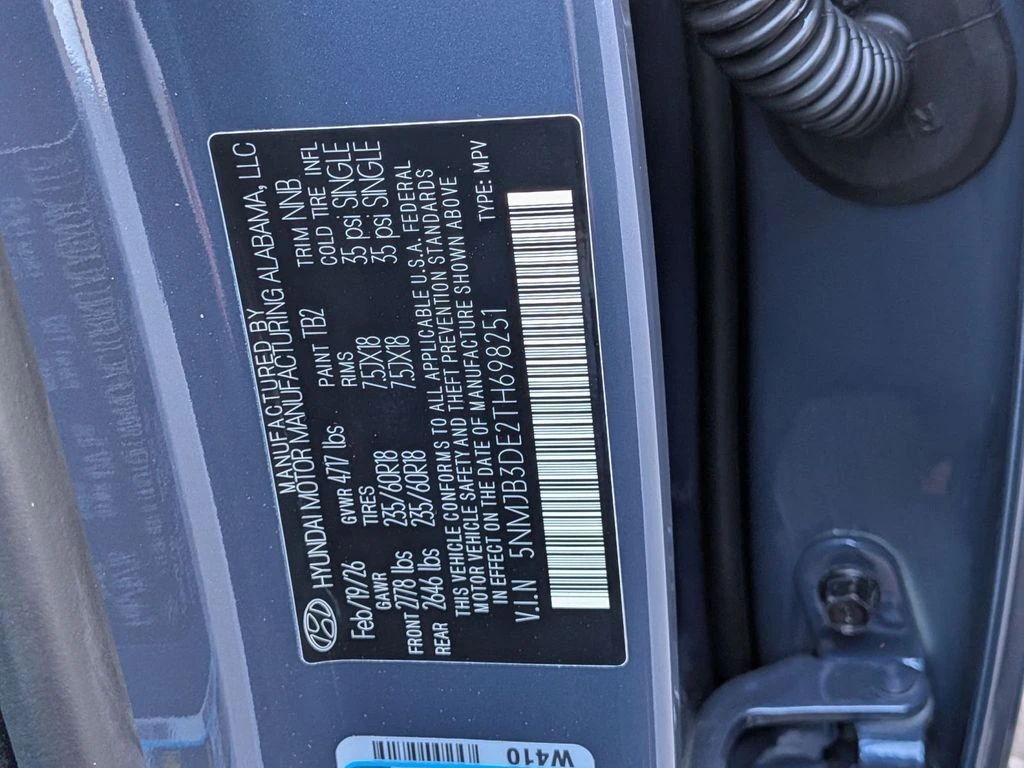 MANUFACTURED BY
HYUNDAI MOTOR MANUFACTURING ALABAMA, LLC
Feb/19/26 GVWR 4717 lbs PAINT TB2 TRIM NNB
GAWR TIRES RIMS COLD TIRE INFL
FRONT 2778 lbs 235/60R18 7.5JX18 35 psi SINGLE
REAR 2646 lbs 235/60R18 7.5JX18 35 psi SINGLE
THIS VEHICLE CONFORMS TO ALL APPLICABLE U.S.A. FEDERAL
MOTOR VEHICLE SAFETY AND THEFT PREVENTION STANDARDS
IN EFFECT ON THE DATE OF MANUFACTURE SHOWN ABOVE
V.I N 5NMJB3DE2TH698251 TYPE: MPV
W410